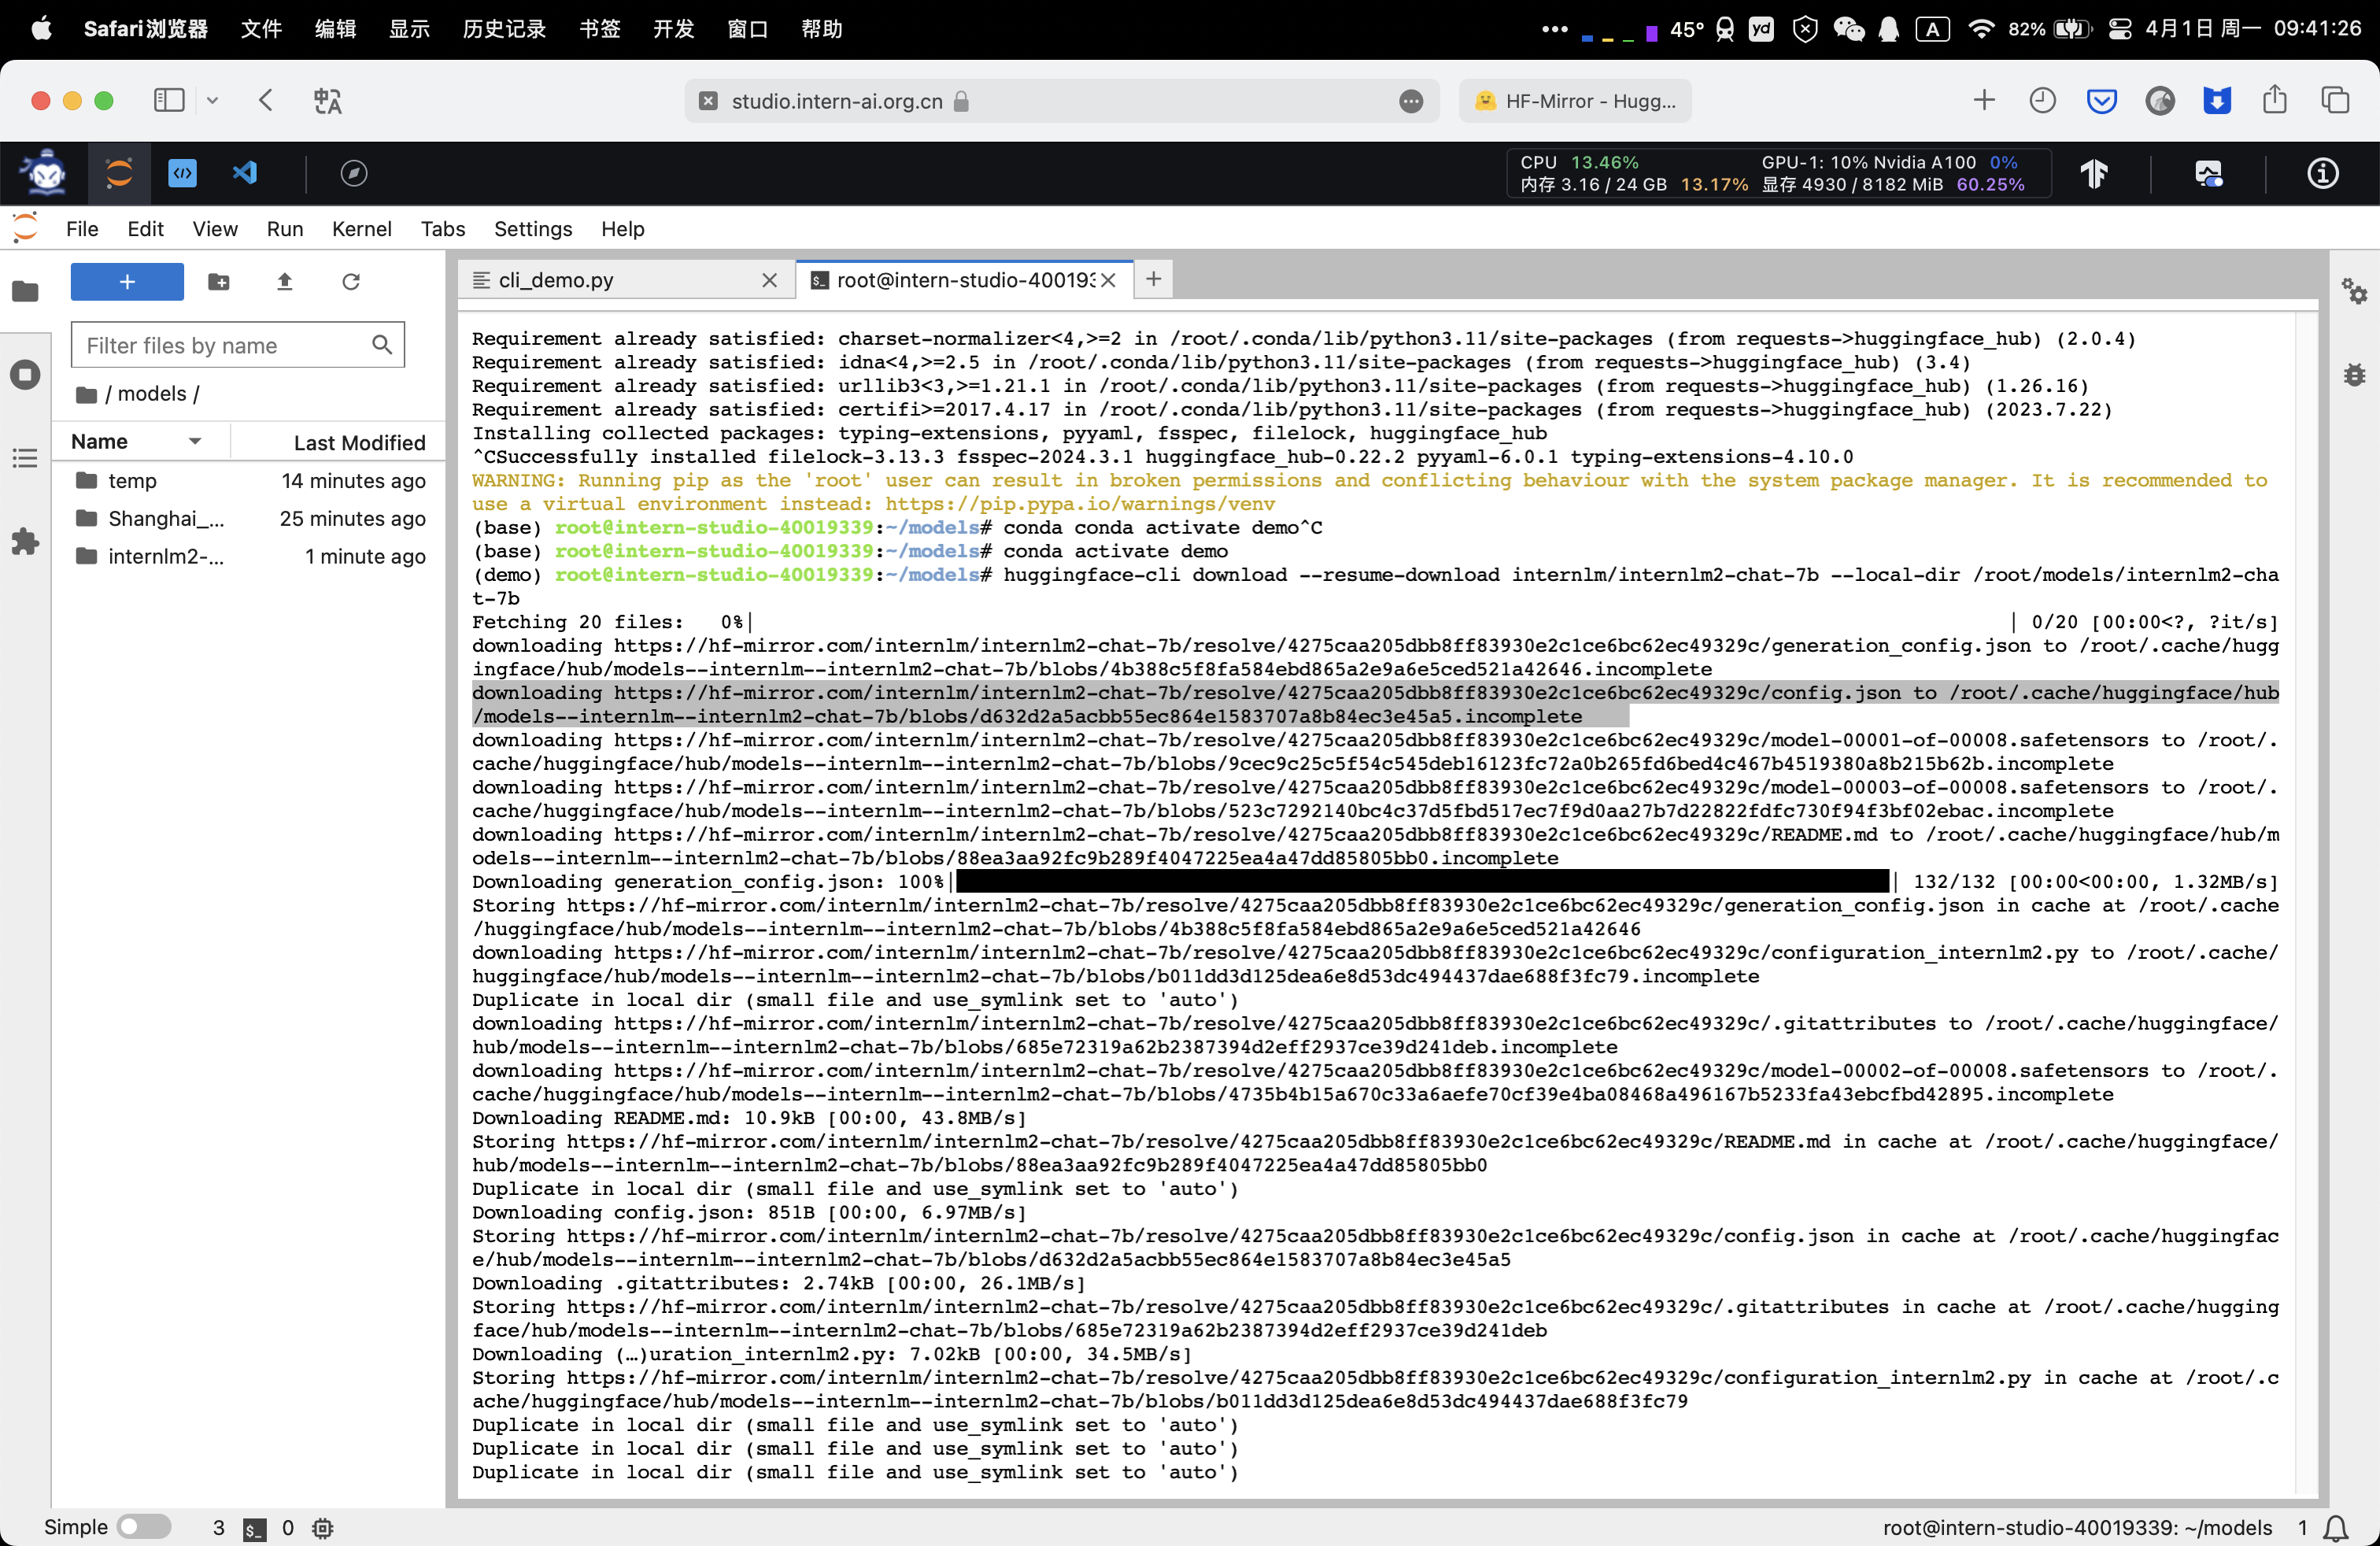 Safari浏览器 文件 编辑 显示 历史记录 书签 开发 窗口 帮助 ••• 45° yd A 82% 4月1日 周一 09:41:26
studio.intern-ai.org.cn HF-Mirror - Hugg...
CPU 13.46% GPU-1: 10% Nvidia A100 0%
内存 3.16 / 24 GB 13.17% 显存 4930 / 8182 MiB 60.25%
File Edit View Run Kernel Tabs Settings Help
cli_demo.py root@intern-studio-400193
Filter files by name
/ models /
Name Last Modified
temp 14 minutes ago
Shanghai_... 25 minutes ago
internlm2-... 1 minute ago
Requirement already satisfied: charset-normalizer<4,>=2 in /root/.conda/lib/python3.11/site-packages (from requests->huggingface_hub) (2.0.4)
Requirement already satisfied: idna<4,>=2.5 in /root/.conda/lib/python3.11/site-packages (from requests->huggingface_hub) (3.4)
Requirement already satisfied: urllib3<3,>=1.21.1 in /root/.conda/lib/python3.11/site-packages (from requests->huggingface_hub) (1.26.16)
Requirement already satisfied: certifi>=2017.4.17 in /root/.conda/lib/python3.11/site-packages (from requests->huggingface_hub) (2023.7.22)
Installing collected packages: typing-extensions, pyyaml, fsspec, filelock, huggingface_hub
^CSuccessfully installed filelock-3.13.3 fsspec-2024.3.1 huggingface_hub-0.22.2 pyyaml-6.0.1 typing-extensions-4.10.0
WARNING: Running pip as the 'root' user can result in broken permissions and conflicting behaviour with the system package manager. It is recommended to
use a virtual environment instead: https://pip.pypa.io/warnings/venv
(base) root@intern-studio-40019339:~/models# conda conda activate demo^C
(base) root@intern-studio-40019339:~/models# conda activate demo
(demo) root@intern-studio-40019339:~/models# huggingface-cli download --resume-download internlm/internlm2-chat-7b --local-dir /root/models/internlm2-cha
t-7b
Fetching 20 files:   0%| | 0/20 [00:00<?, ?it/s]
downloading https://hf-mirror.com/internlm/internlm2-chat-7b/resolve/4275caa205dbb8ff83930e2c1ce6bc62ec49329c/generation_config.json to /root/.cache/hugg
ingface/hub/models--internlm--internlm2-chat-7b/blobs/4b388c5f8fa584ebd865a2e9a6e5ced521a42646.incomplete
downloading https://hf-mirror.com/internlm/internlm2-chat-7b/resolve/4275caa205dbb8ff83930e2c1ce6bc62ec49329c/config.json to /root/.cache/huggingface/hub
/models--internlm--internlm2-chat-7b/blobs/d632d2a5acbb55ec864e1583707a8b84ec3e45a5.incomplete
downloading https://hf-mirror.com/internlm/internlm2-chat-7b/resolve/4275caa205dbb8ff83930e2c1ce6bc62ec49329c/model-00001-of-00008.safetensors to /root/.
cache/huggingface/hub/models--internlm--internlm2-chat-7b/blobs/9cec9c25c5f54c545deb16123fc72a0b265fd6bed4c467b4519380a8b215b62b.incomplete
downloading https://hf-mirror.com/internlm/internlm2-chat-7b/resolve/4275caa205dbb8ff83930e2c1ce6bc62ec49329c/model-00003-of-00008.safetensors to /root/.
cache/huggingface/hub/models--internlm--internlm2-chat-7b/blobs/523c7292140bc4c37d5fbd517ec7f9d0aa27b7d22822fdfc730f94f3bf02ebac.incomplete
downloading https://hf-mirror.com/internlm/internlm2-chat-7b/resolve/4275caa205dbb8ff83930e2c1ce6bc62ec49329c/README.md to /root/.cache/huggingface/hub/m
odels--internlm--internlm2-chat-7b/blobs/88ea3aa92fc9b289f4047225ea4a47dd85805bb0.incomplete
Downloading generation_config.json: 100%| | 132/132 [00:00<00:00, 1.32MB/s]
Storing https://hf-mirror.com/internlm/internlm2-chat-7b/resolve/4275caa205dbb8ff83930e2c1ce6bc62ec49329c/generation_config.json in cache at /root/.cache
/huggingface/hub/models--internlm--internlm2-chat-7b/blobs/4b388c5f8fa584ebd865a2e9a6e5ced521a42646
downloading https://hf-mirror.com/internlm/internlm2-chat-7b/resolve/4275caa205dbb8ff83930e2c1ce6bc62ec49329c/configuration_internlm2.py to /root/.cache/
huggingface/hub/models--internlm--internlm2-chat-7b/blobs/b011dd3d125dea6e8d53dc494437dae688f3fc79.incomplete
Duplicate in local dir (small file and use_symlink set to 'auto')
downloading https://hf-mirror.com/internlm/internlm2-chat-7b/resolve/4275caa205dbb8ff83930e2c1ce6bc62ec49329c/.gitattributes to /root/.cache/huggingface/
hub/models--internlm--internlm2-chat-7b/blobs/685e72319a62b2387394d2eff2937ce39d241deb.incomplete
downloading https://hf-mirror.com/internlm/internlm2-chat-7b/resolve/4275caa205dbb8ff83930e2c1ce6bc62ec49329c/model-00002-of-00008.safetensors to /root/.
cache/huggingface/hub/models--internlm--internlm2-chat-7b/blobs/4735b4b15a670c33a6aefe70cf39e4ba08468a496167b5233fa43ebcfbd42895.incomplete
Downloading README.md: 10.9kB [00:00, 43.8MB/s]
Storing https://hf-mirror.com/internlm/internlm2-chat-7b/resolve/4275caa205dbb8ff83930e2c1ce6bc62ec49329c/README.md in cache at /root/.cache/huggingface/
hub/models--internlm--internlm2-chat-7b/blobs/88ea3aa92fc9b289f4047225ea4a47dd85805bb0
Duplicate in local dir (small file and use_symlink set to 'auto')
Downloading config.json: 851B [00:00, 6.97MB/s]
Storing https://hf-mirror.com/internlm/internlm2-chat-7b/resolve/4275caa205dbb8ff83930e2c1ce6bc62ec49329c/config.json in cache at /root/.cache/huggingfac
e/hub/models--internlm--internlm2-chat-7b/blobs/d632d2a5acbb55ec864e1583707a8b84ec3e45a5
Downloading .gitattributes: 2.74kB [00:00, 26.1MB/s]
Storing https://hf-mirror.com/internlm/internlm2-chat-7b/resolve/4275caa205dbb8ff83930e2c1ce6bc62ec49329c/.gitattributes in cache at /root/.cache/hugging
face/hub/models--internlm--internlm2-chat-7b/blobs/685e72319a62b2387394d2eff2937ce39d241deb
Downloading (…)uration_internlm2.py: 7.02kB [00:00, 34.5MB/s]
Storing https://hf-mirror.com/internlm/internlm2-chat-7b/resolve/4275caa205dbb8ff83930e2c1ce6bc62ec49329c/configuration_internlm2.py in cache at /root/.c
ache/huggingface/hub/models--internlm--internlm2-chat-7b/blobs/b011dd3d125dea6e8d53dc494437dae688f3fc79
Duplicate in local dir (small file and use_symlink set to 'auto')
Duplicate in local dir (small file and use_symlink set to 'auto')
Duplicate in local dir (small file and use_symlink set to 'auto')
Simple 3 $_ 0 root@intern-studio-40019339: ~/models 1